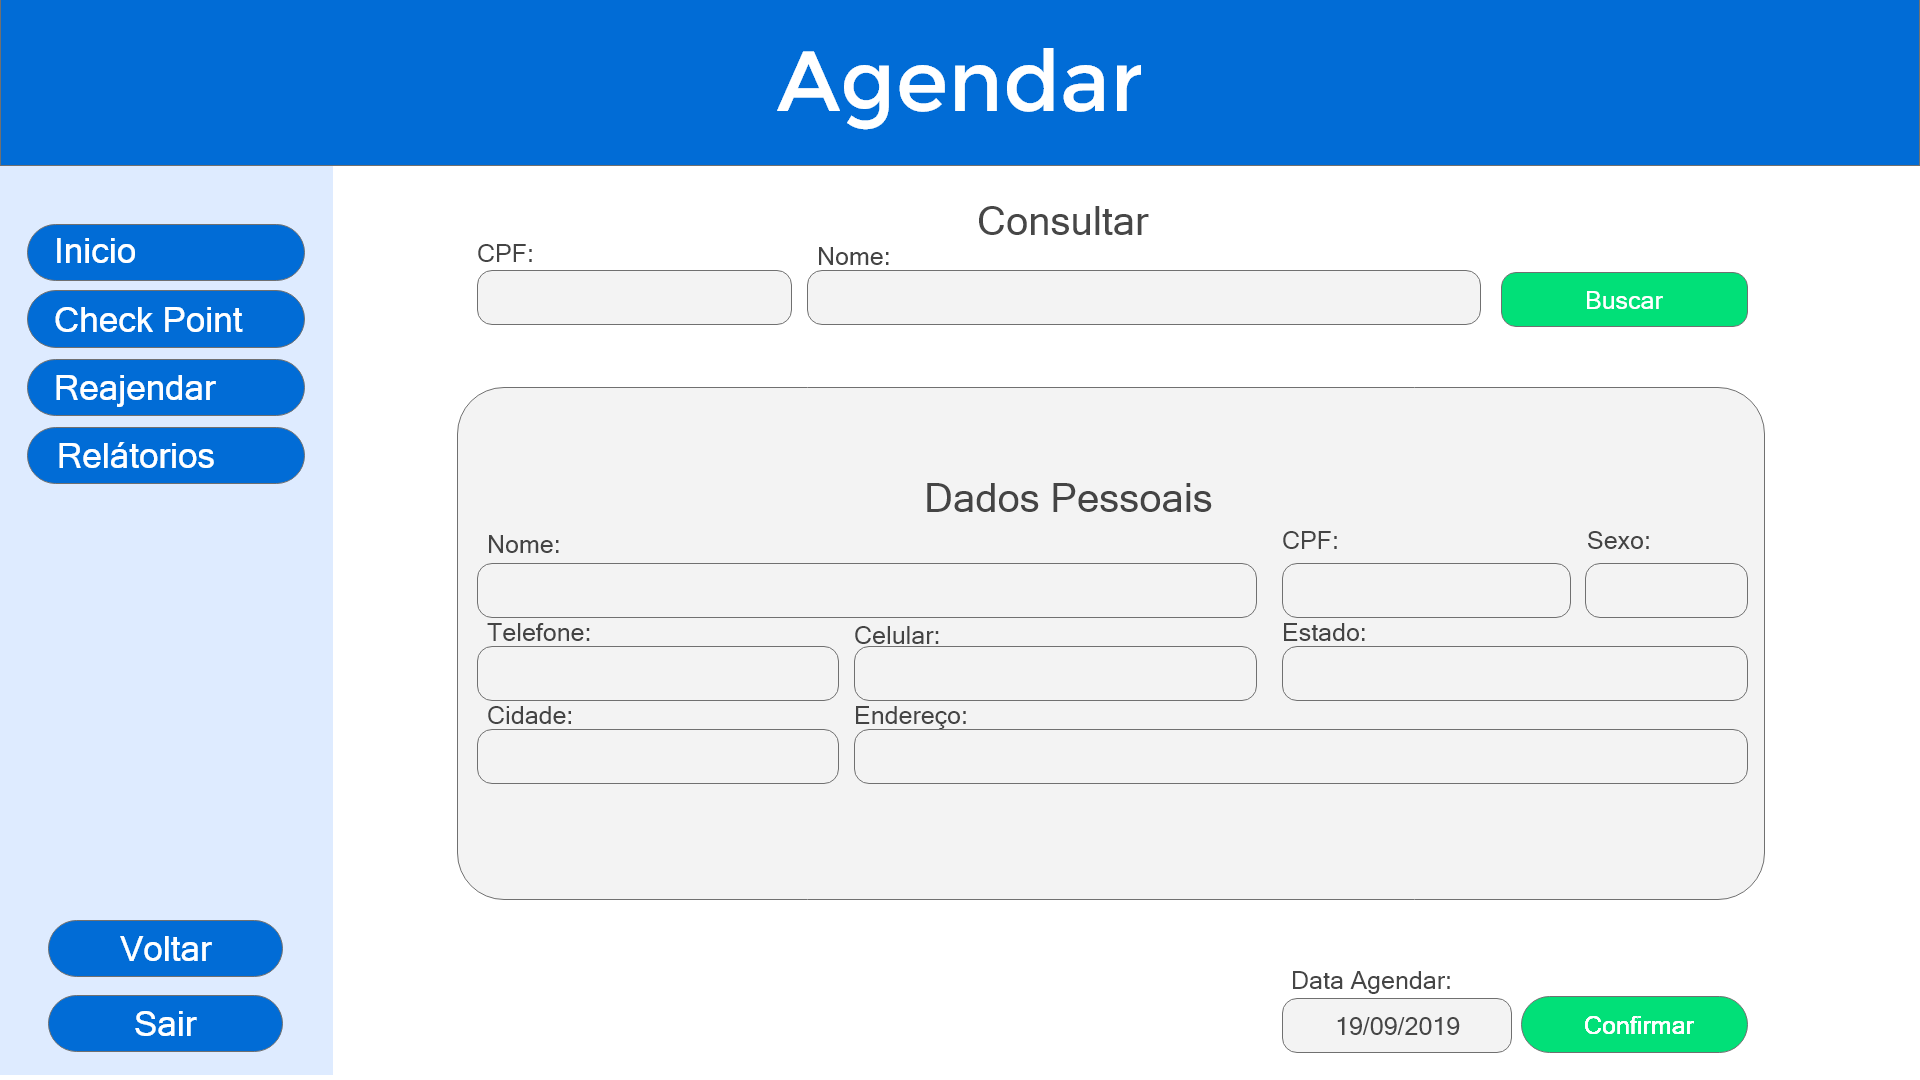 Agendar
Inicio
Check Point
Reajendar
Relátorios
Voltar
Sair
Consultar
CPF:
Nome:
Buscar
Dados Pessoais
Nome:
CPF:
Sexo:
Telefone:
Celular:
Estado:
Cidade:
Endereço:
Data Agendar:
19/09/2019
Confirmar